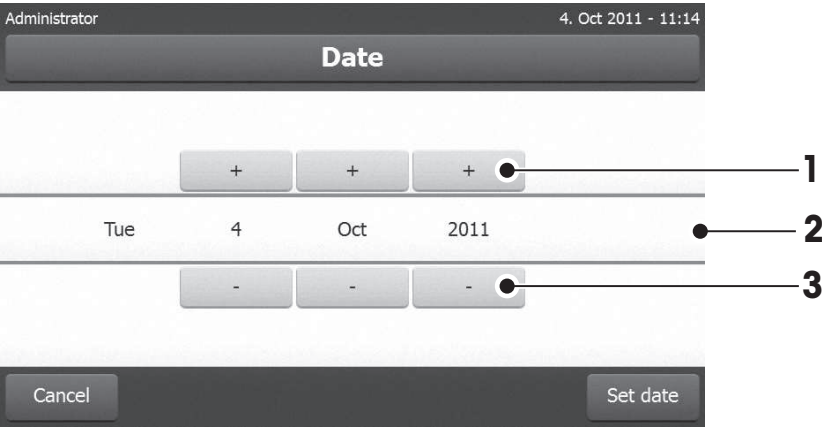 Administrator 4. Oct 2011 - 11:14
Date
+ + + 1
Tue 4 Oct 2011 2
- - - 3
Cancel Set date